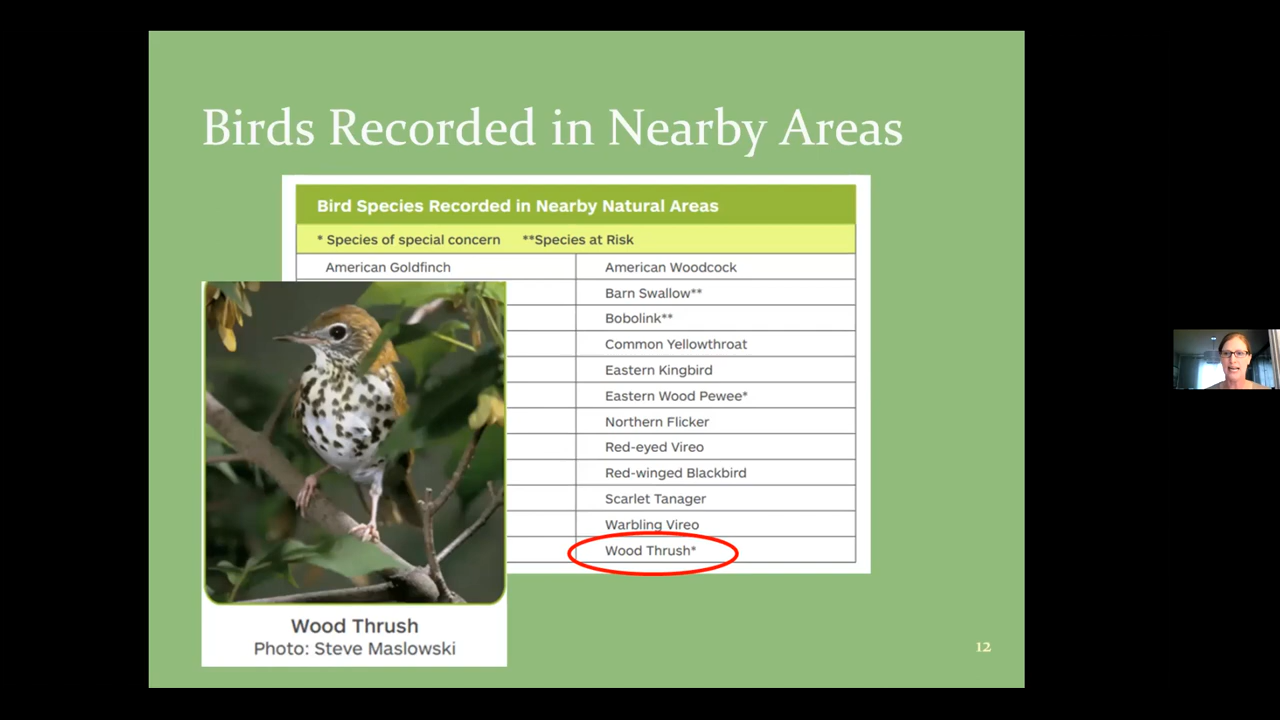 Birds Recorded in Nearby Areas
Bird Species Recorded in Nearby Natural Areas
* Species of special concern **Species at Risk
American Goldfinch American Woodcock
Barn Swallow**
Bobolink**
Common Yellowthroat
Eastern Kingbird
Eastern Wood Pewee*
Northern Flicker
Red-eyed Vireo
Red-winged Blackbird
Scarlet Tanager
Warbling Vireo
Wood Thrush*
Wood Thrush
Photo: Steve Maslowski
12